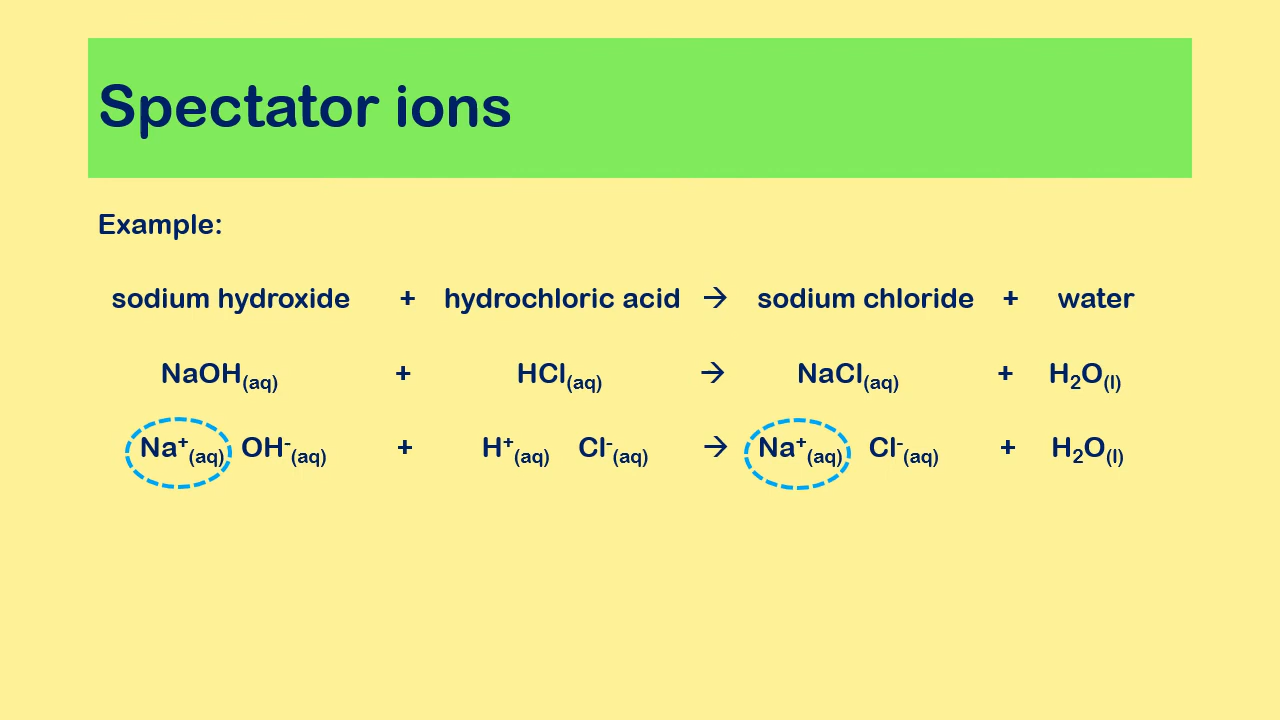 Spectator ions
Example:
sodium hydroxide + hydrochloric acid → sodium chloride + water
NaOH(aq) + HCl(aq) → NaCl(aq) + H₂O(l)
Na⁺(aq) OH⁻(aq) + H⁺(aq) Cl⁻(aq) → Na⁺(aq) Cl⁻(aq) + H₂O(l)